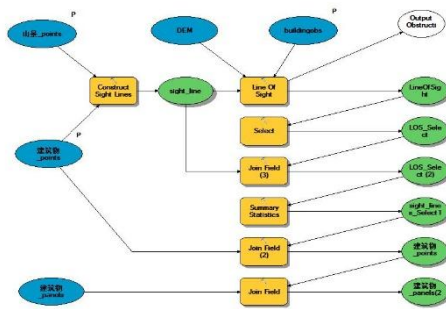 P
P
山景_points
DEM
buildingobs
Output
Obstructi
Construct
Sight Lines
sight_line
Line Of
Sight
LineOfSig
ht
Select
LOS_Sele
ct
P
建筑物
_points
Join Field
(3)
LOS_Sele
ct (2)
Summary
Statistics
sight_line
s_Select1
Join Field
(2)
建筑物
_points
建筑物
_panels
Join Field
建筑物
_panels(2